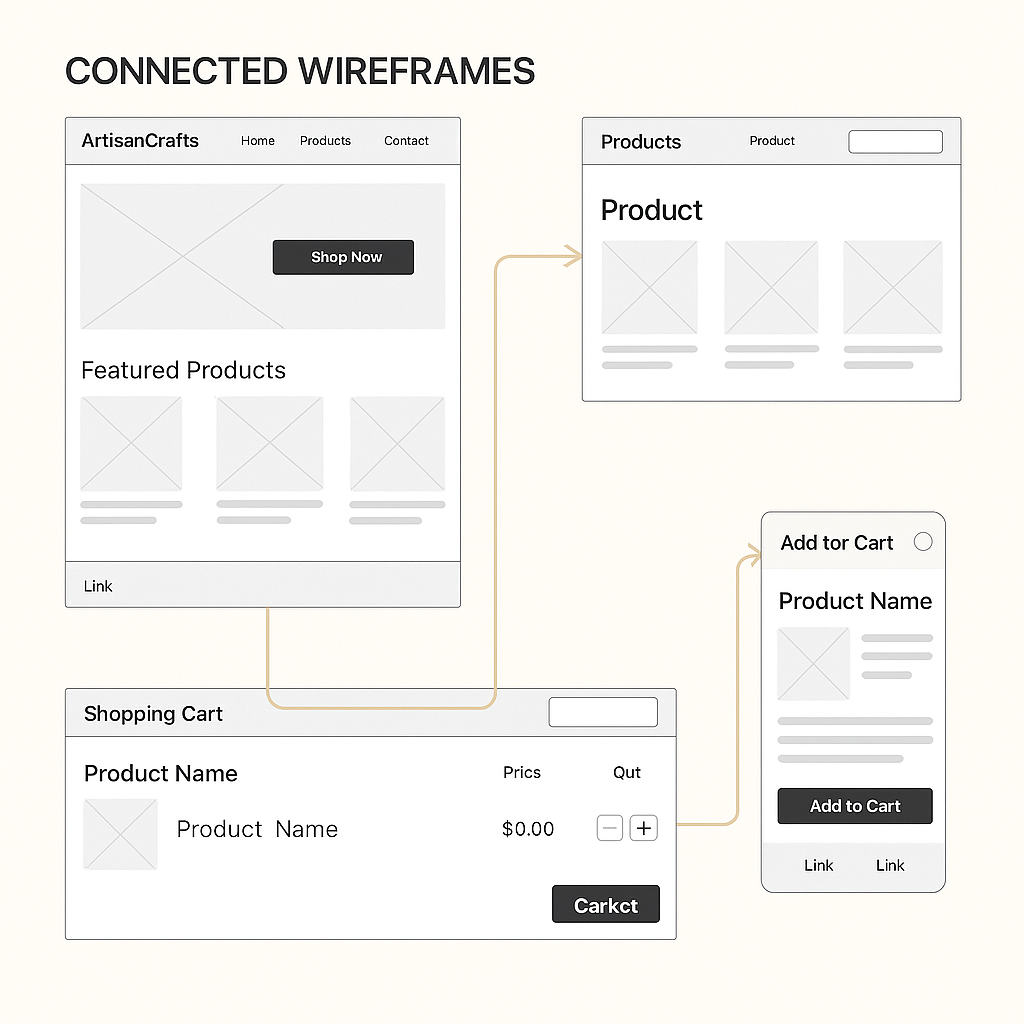 CONNECTED WIREFRAMES
ArtisanCrafts Home Products Contact
Shop Now
Featured Products
Link
Products Product
Product
Shopping Cart
Product Name Prics Qut
Product Name $0.00
Carkct
Add tor Cart
Product Name
Add to Cart
Link Link